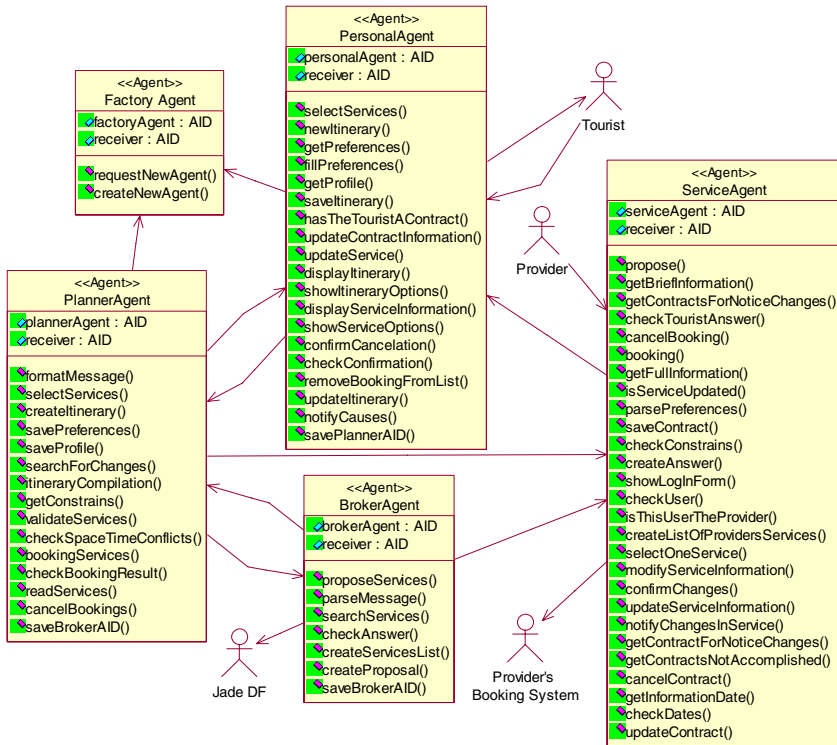 <<Agent>>
Factory Agent
factoryAgent : AID
receiver : AID
requestNewAgent()
createNewAgent()
<<Agent>>
PersonalAgent
personalAgent : AID
receiver : AID
selectServices()
newItinerary()
getPreferences()
fillPreferences()
getProfile()
saveItinerary()
hasTheTouristAContract()
updateContractInformation()
updateService()
displayItinerary()
showItineraryOptions()
displayServiceInformation()
showServiceOptions()
confirmCancelation()
checkConfirmation()
removeBookingFromList()
updateItinerary()
notifyCauses()
savePlannerAID()
Tourist
Provider
<<Agent>>
ServiceAgent
serviceAgent : AID
receiver : AID
propose()
getBriefInformation()
getContractsForNoticeChanges()
checkTouristAnswer()
cancelBooking()
booking()
getFullInformation()
isServiceUpdated()
parsePreferences()
saveContract()
checkConstrains()
createAnswer()
showLogInForm()
checkUser()
isThisUserTheProvider()
createListOfProvidersServices()
selectOneService()
modifyServiceInformation()
confirmChanges()
updateServiceInformation()
notifyChangesInService()
getContractForNoticeChanges()
getContractsNotAccomplished()
cancelContract()
getInformationDate()
checkDates()
updateContract()
<<Agent>>
PlannerAgent
plannerAgent : AID
receiver : AID
formatMessage()
selectServices()
createItinerary()
savePreferences()
saveProfile()
searchForChanges()
itineraryCompilation()
getConstrains()
validateServices()
checkSpaceTimeConflicts()
bookingServices()
checkBookingResult()
readServices()
cancelBookings()
saveBrokerAID()
<<Agent>>
BrokerAgent
brokerAgent : AID
receiver : AID
proposeServices()
parseMessage()
searchServices()
checkAnswer()
createServicesList()
createProposal()
saveBrokerAID()
Jade DF
Provider's
Booking System